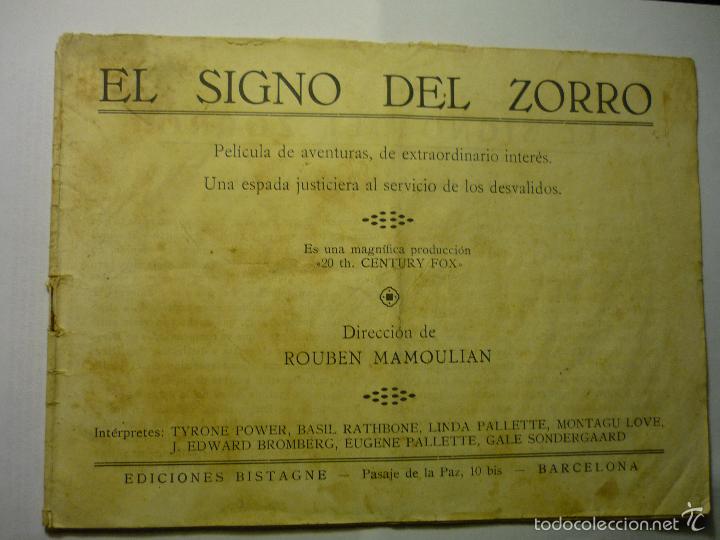 EL SIGNO DEL ZORRO
Película de aventuras, de extraordinario interés.
Una espada justiciera al servicio de los desvalidos.
Es una magnífica producción
«20 th. CENTURY FOX»
Dirección de
ROUBEN MAMOULIAN
Intérpretes: TYRONE POWER, BASIL RATHBONE, LINDA PALLETTE, MONTAGU LOVE,
J. EDWARD BROMBERG, EUGENE PALLETTE, GALE SONDERGAARD
EDICIONES BISTAGNE — Pasaje de la Paz, 10 bis — BARCELONA
todocoleccion.net